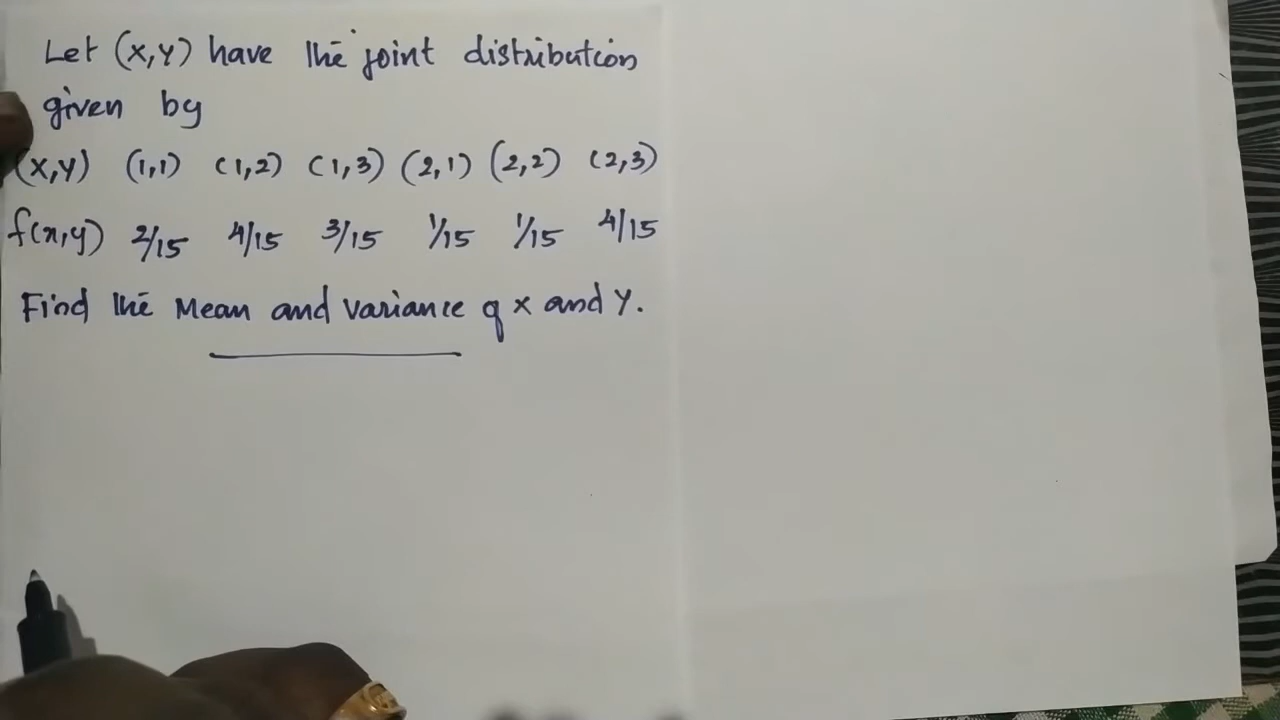 Let (X,Y) have the joint distribution
given by
(X,Y) (1,1) (1,2) (1,3) (2,1) (2,2) (2,3)
f(x,y) 2/15 4/15 3/15 1/15 1/15 4/15
Find the Mean and variance of X and Y.